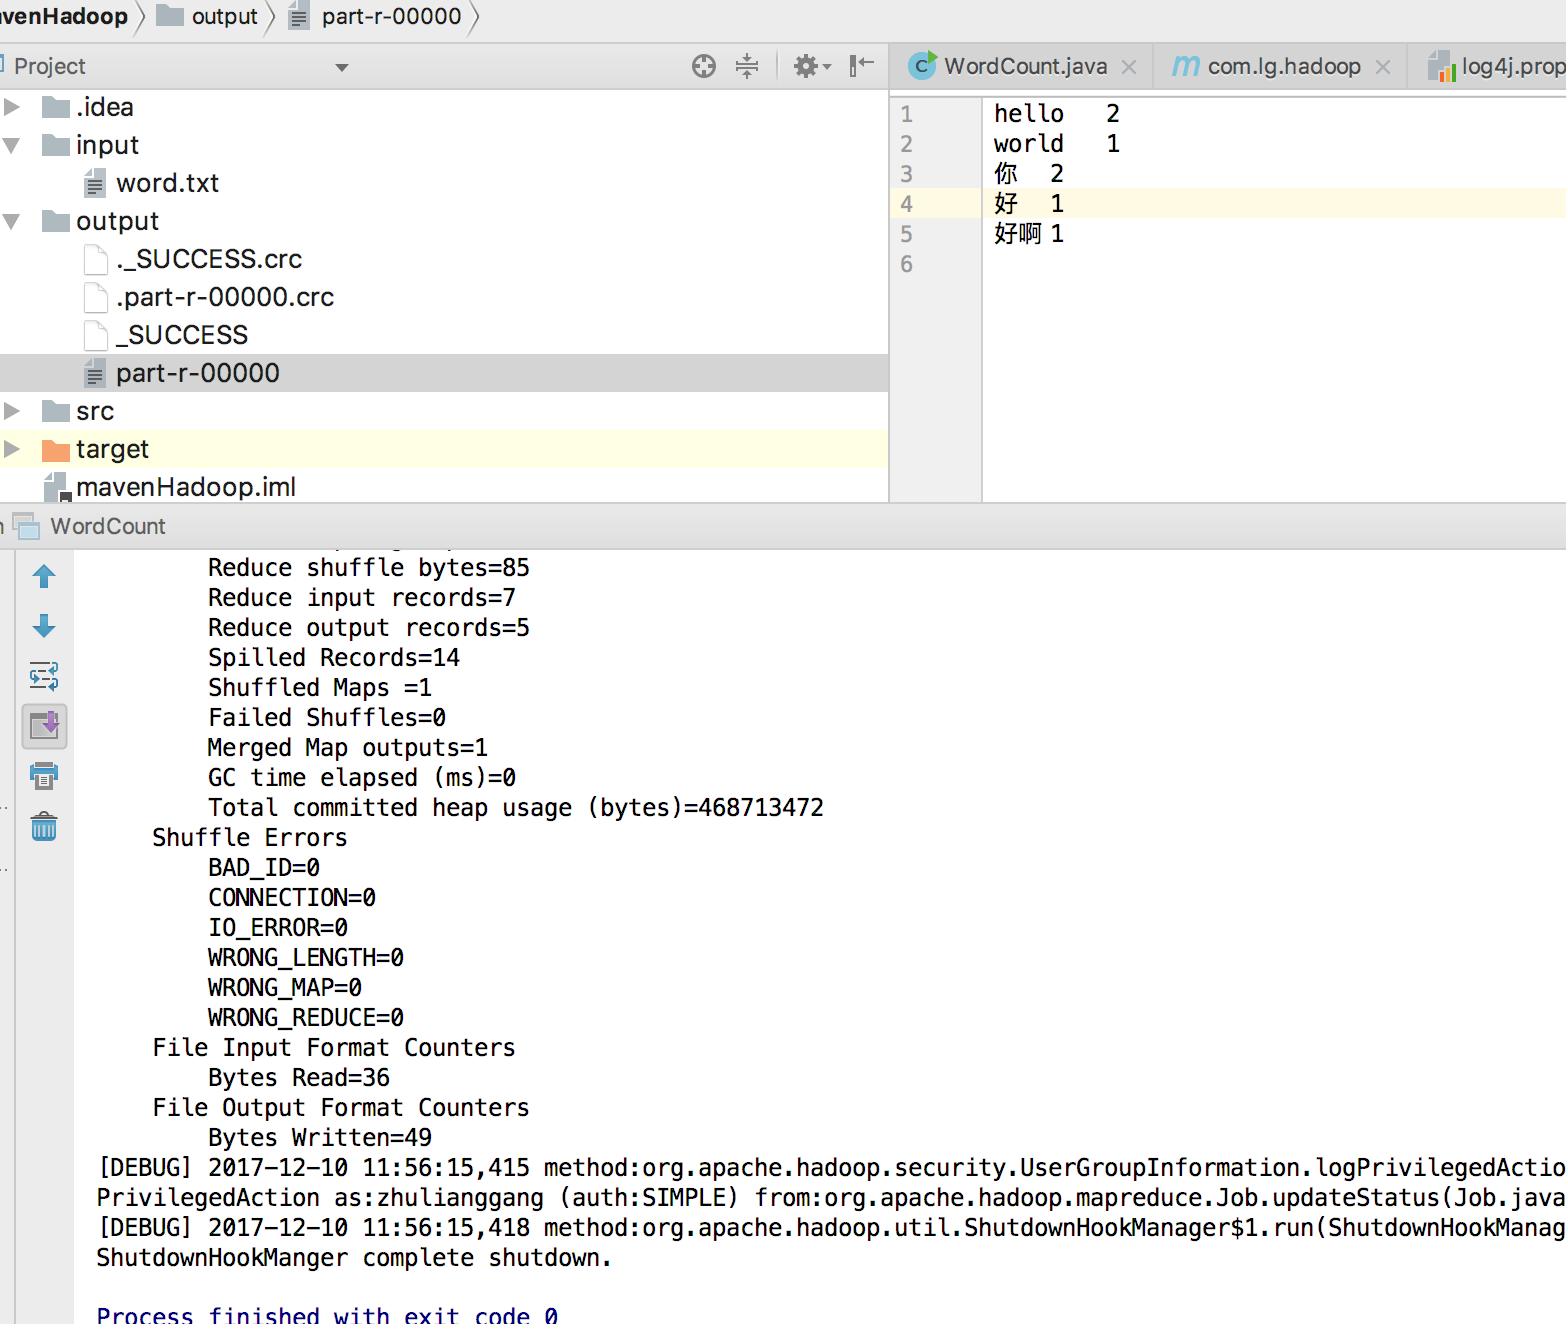 mavenHadoop output part-r-00000
Project
WordCount.java com.lg.hadoop log4j.prop
.idea
input
word.txt
output
._SUCCESS.crc
.part-r-00000.crc
_SUCCESS
part-r-00000
src
target
mavenHadoop.iml
1 hello 2
2 world 1
3 你 2
4 好 1
5 好啊 1
6
WordCount
Reduce shuffle bytes=85
Reduce input records=7
Reduce output records=5
Spilled Records=14
Shuffled Maps =1
Failed Shuffles=0
Merged Map outputs=1
GC time elapsed (ms)=0
Total committed heap usage (bytes)=468713472
Shuffle Errors
BAD_ID=0
CONNECTION=0
IO_ERROR=0
WRONG_LENGTH=0
WRONG_MAP=0
WRONG_REDUCE=0
File Input Format Counters
Bytes Read=36
File Output Format Counters
Bytes Written=49
[DEBUG] 2017-12-10 11:56:15,415 method:org.apache.hadoop.security.UserGroupInformation.logPrivilegedActio
PrivilegedAction as:zhulianggang (auth:SIMPLE) from:org.apache.hadoop.mapreduce.Job.updateStatus(Job.java
[DEBUG] 2017-12-10 11:56:15,418 method:org.apache.hadoop.util.ShutdownHookManager$1.run(ShutdownHookManag
ShutdownHookManger complete shutdown.
Process finished with exit code 0